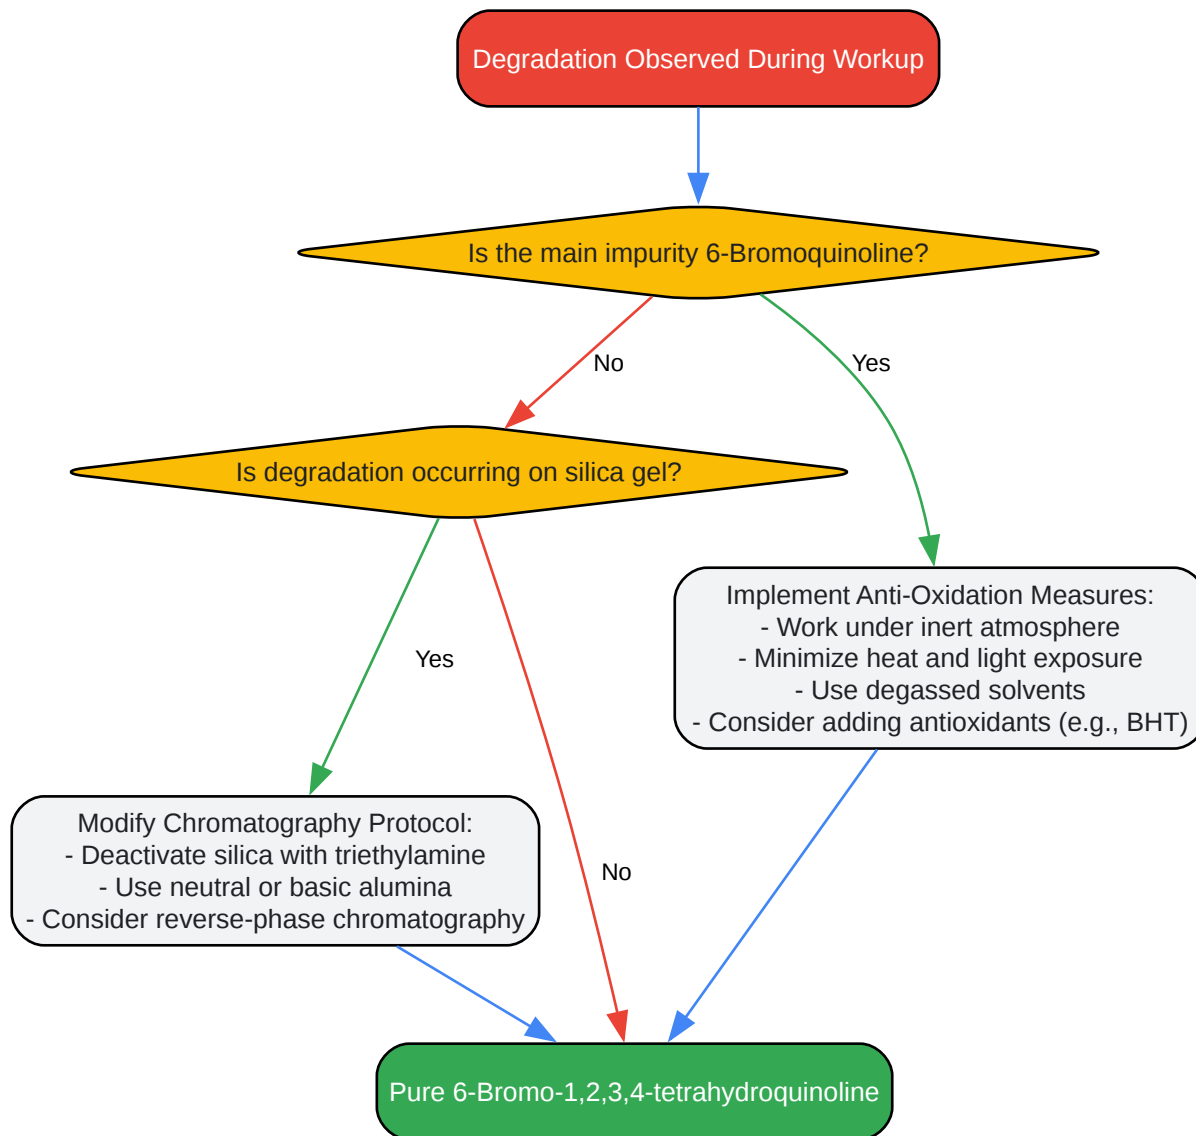 Degradation Observed During Workup
Is the main impurity 6-Bromoquinoline?
No
Yes
Is degradation occurring on silica gel?
Implement Anti-Oxidation Measures:
- Work under inert atmosphere
- Minimize heat and light exposure
- Use degassed solvents
- Consider adding antioxidants (e.g., BHT)
Yes
Modify Chromatography Protocol:
- Deactivate silica with triethylamine
- Use neutral or basic alumina
- Consider reverse-phase chromatography
No
Pure 6-Bromo-1,2,3,4-tetrahydroquinoline